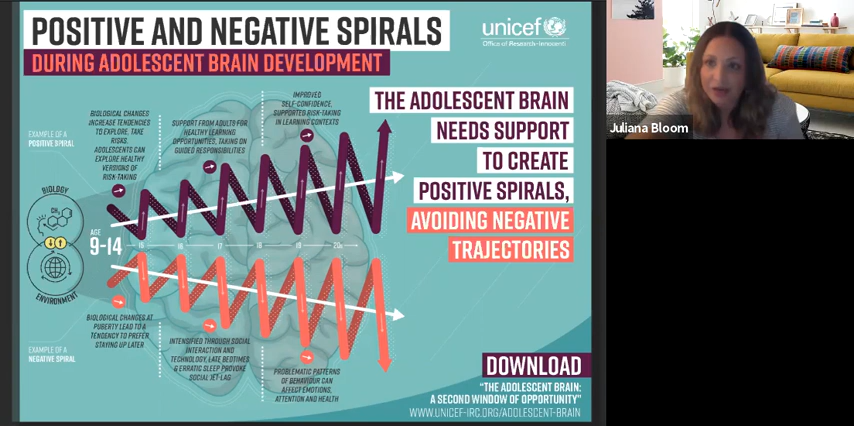 POSITIVE AND NEGATIVE SPIRALS
DURING ADOLESCENT BRAIN DEVELOPMENT
unicef
Office of Research-Innocenti
Juliana Bloom
THE ADOLESCENT BRAIN
NEEDS SUPPORT
TO CREATE
POSITIVE SPIRALS,
AVOIDING NEGATIVE
TRAJECTORIES
EXAMPLE OF A
POSITIVE SPIRAL
BIOLOGICAL CHANGES
INCREASE TENDENCIES
TO EXPLORE, TAKE
RISKS.
ADOLESCENTS CAN
EXPLORE HEALTHY
VERSIONS OF
RISK-TAKING
SUPPORT FROM ADULTS FOR
HEALTHY LEARNING
OPPORTUNITIES, TAKING ON
GUIDED RESPONSIBILITIES
IMPROVED
SELF-CONFIDENCE,
SUPPORTED RISK-TAKING
IN LEARNING CONTEXTS
BIOLOGY
ENVIRONMENT
AGE
9-14
15
16
17
18
19
20s
EXAMPLE OF A
NEGATIVE SPIRAL
BIOLOGICAL CHANGES AT
PUBERTY LEAD TO A
TENDENCY TO PREFER
STAYING UP LATER
INTENSIFIED THROUGH SOCIAL
INTERACTION AND
TECHNOLOGY, LATE BEDTIMES
& ERRATIC SLEEP PROVOKE
SOCIAL JET-LAG
PROBLEMATIC PATTERNS
OF BEHAVIOUR CAN
AFFECT EMOTIONS,
ATTENTION AND HEALTH
DOWNLOAD
"THE ADOLESCENT BRAIN:
A SECOND WINDOW OF OPPORTUNITY"
WWW.UNICEF-IRC.ORG/ADOLESCENT-BRAIN